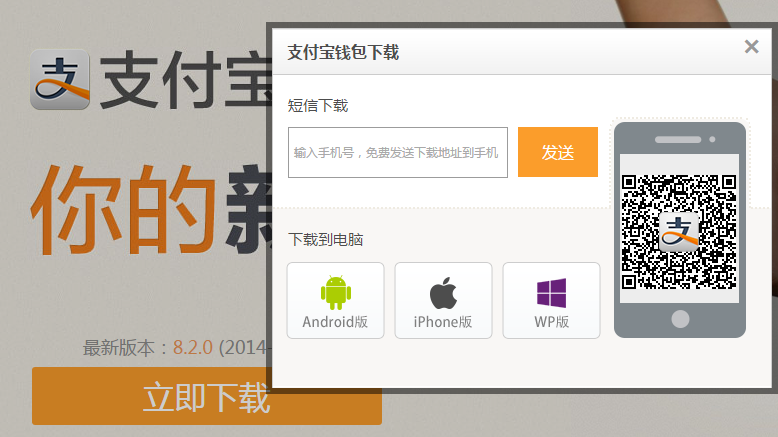 支付宝
你的新
最新版本：8.2.0 (2014-
立即下载
支付宝钱包下载
短信下载
输入手机号，免费发送下载地址到手机
发送
下载到电脑
Android版
iPhone版
WP版